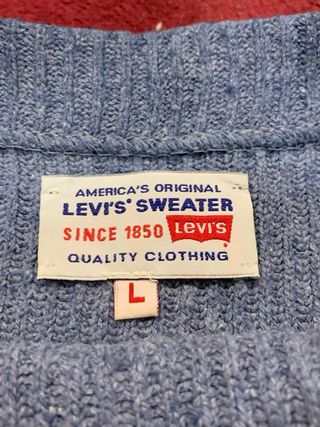 AMERICA'S ORIGINAL
LEVI'S® SWEATER
SINCE 1850 Levi's
QUALITY CLOTHING
L